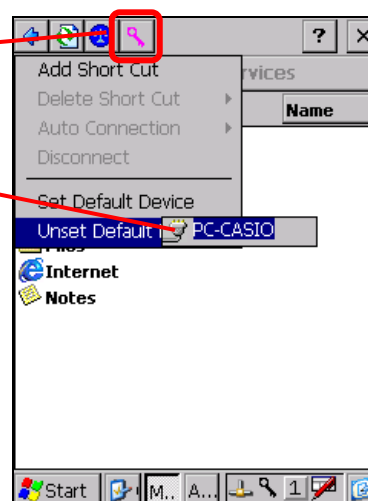 ?
Add Short Cut
rvices
Delete Short Cut
Name
Auto Connection
Disconnect
Set Default Device
Unset Default
PC-CASIO
Files
Internet
Notes
Start
M..
A...
1